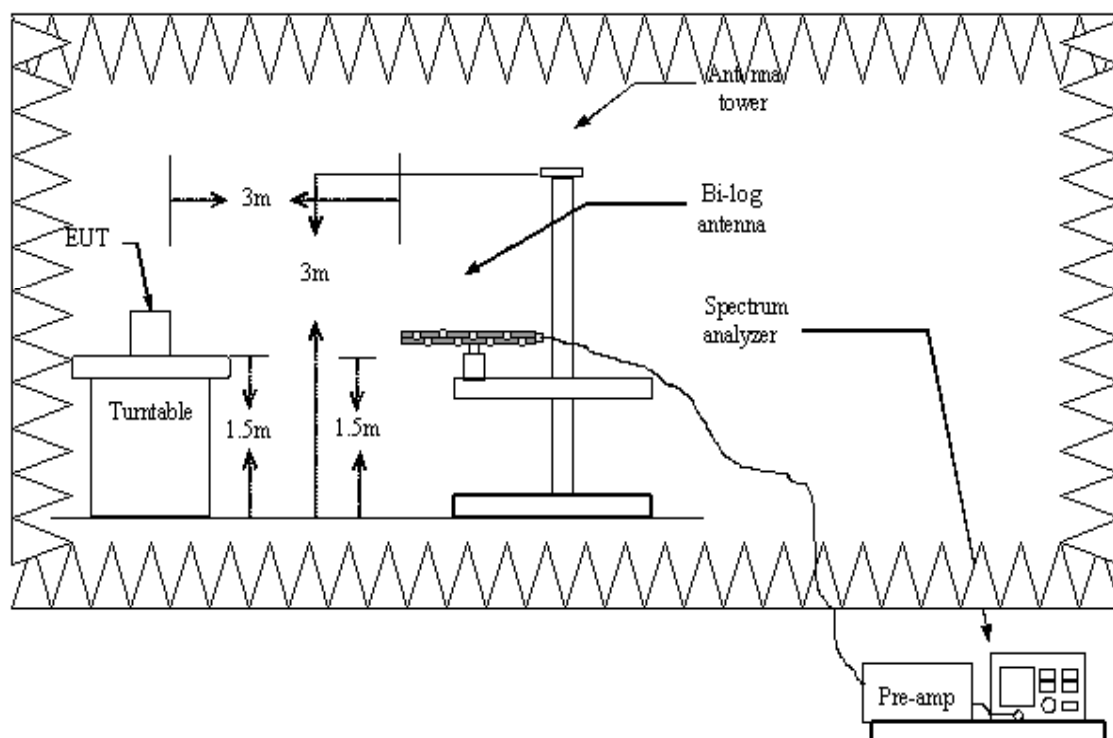 Antenna
tower
3m
Bi-log
antenna
EUT
3m
Spectrum
analyzer
Turntable
1.5m
1.5m
Pre-amp